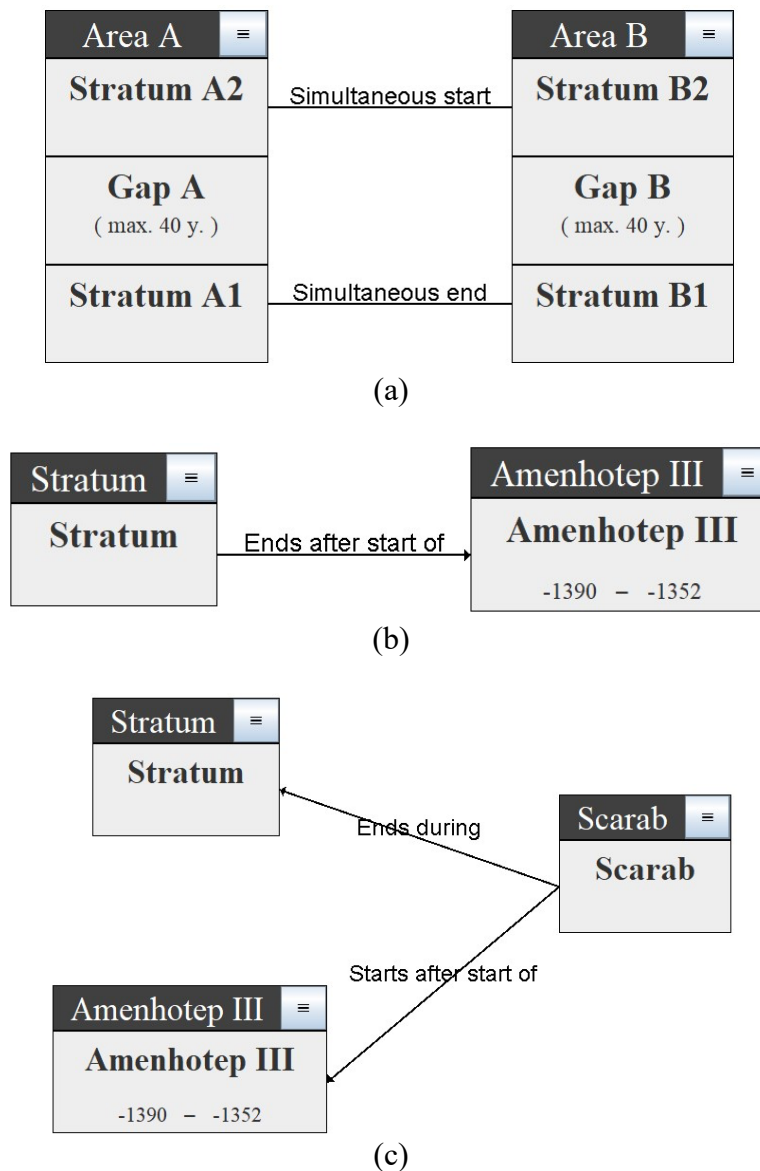 Area A ≡
Area B ≡
Stratum A2
Simultaneous start
Stratum B2
Gap A
( max. 40 y. )
Gap B
( max. 40 y. )
Stratum A1
Simultaneous end
Stratum B1
(a)
Stratum ≡
Amenhotep III ≡
Stratum
Ends after start of
Amenhotep III
-1390 – -1352
(b)
Stratum ≡
Stratum
Ends during
Scarab ≡
Scarab
Starts after start of
Amenhotep III ≡
Amenhotep III
-1390 – -1352
(c)